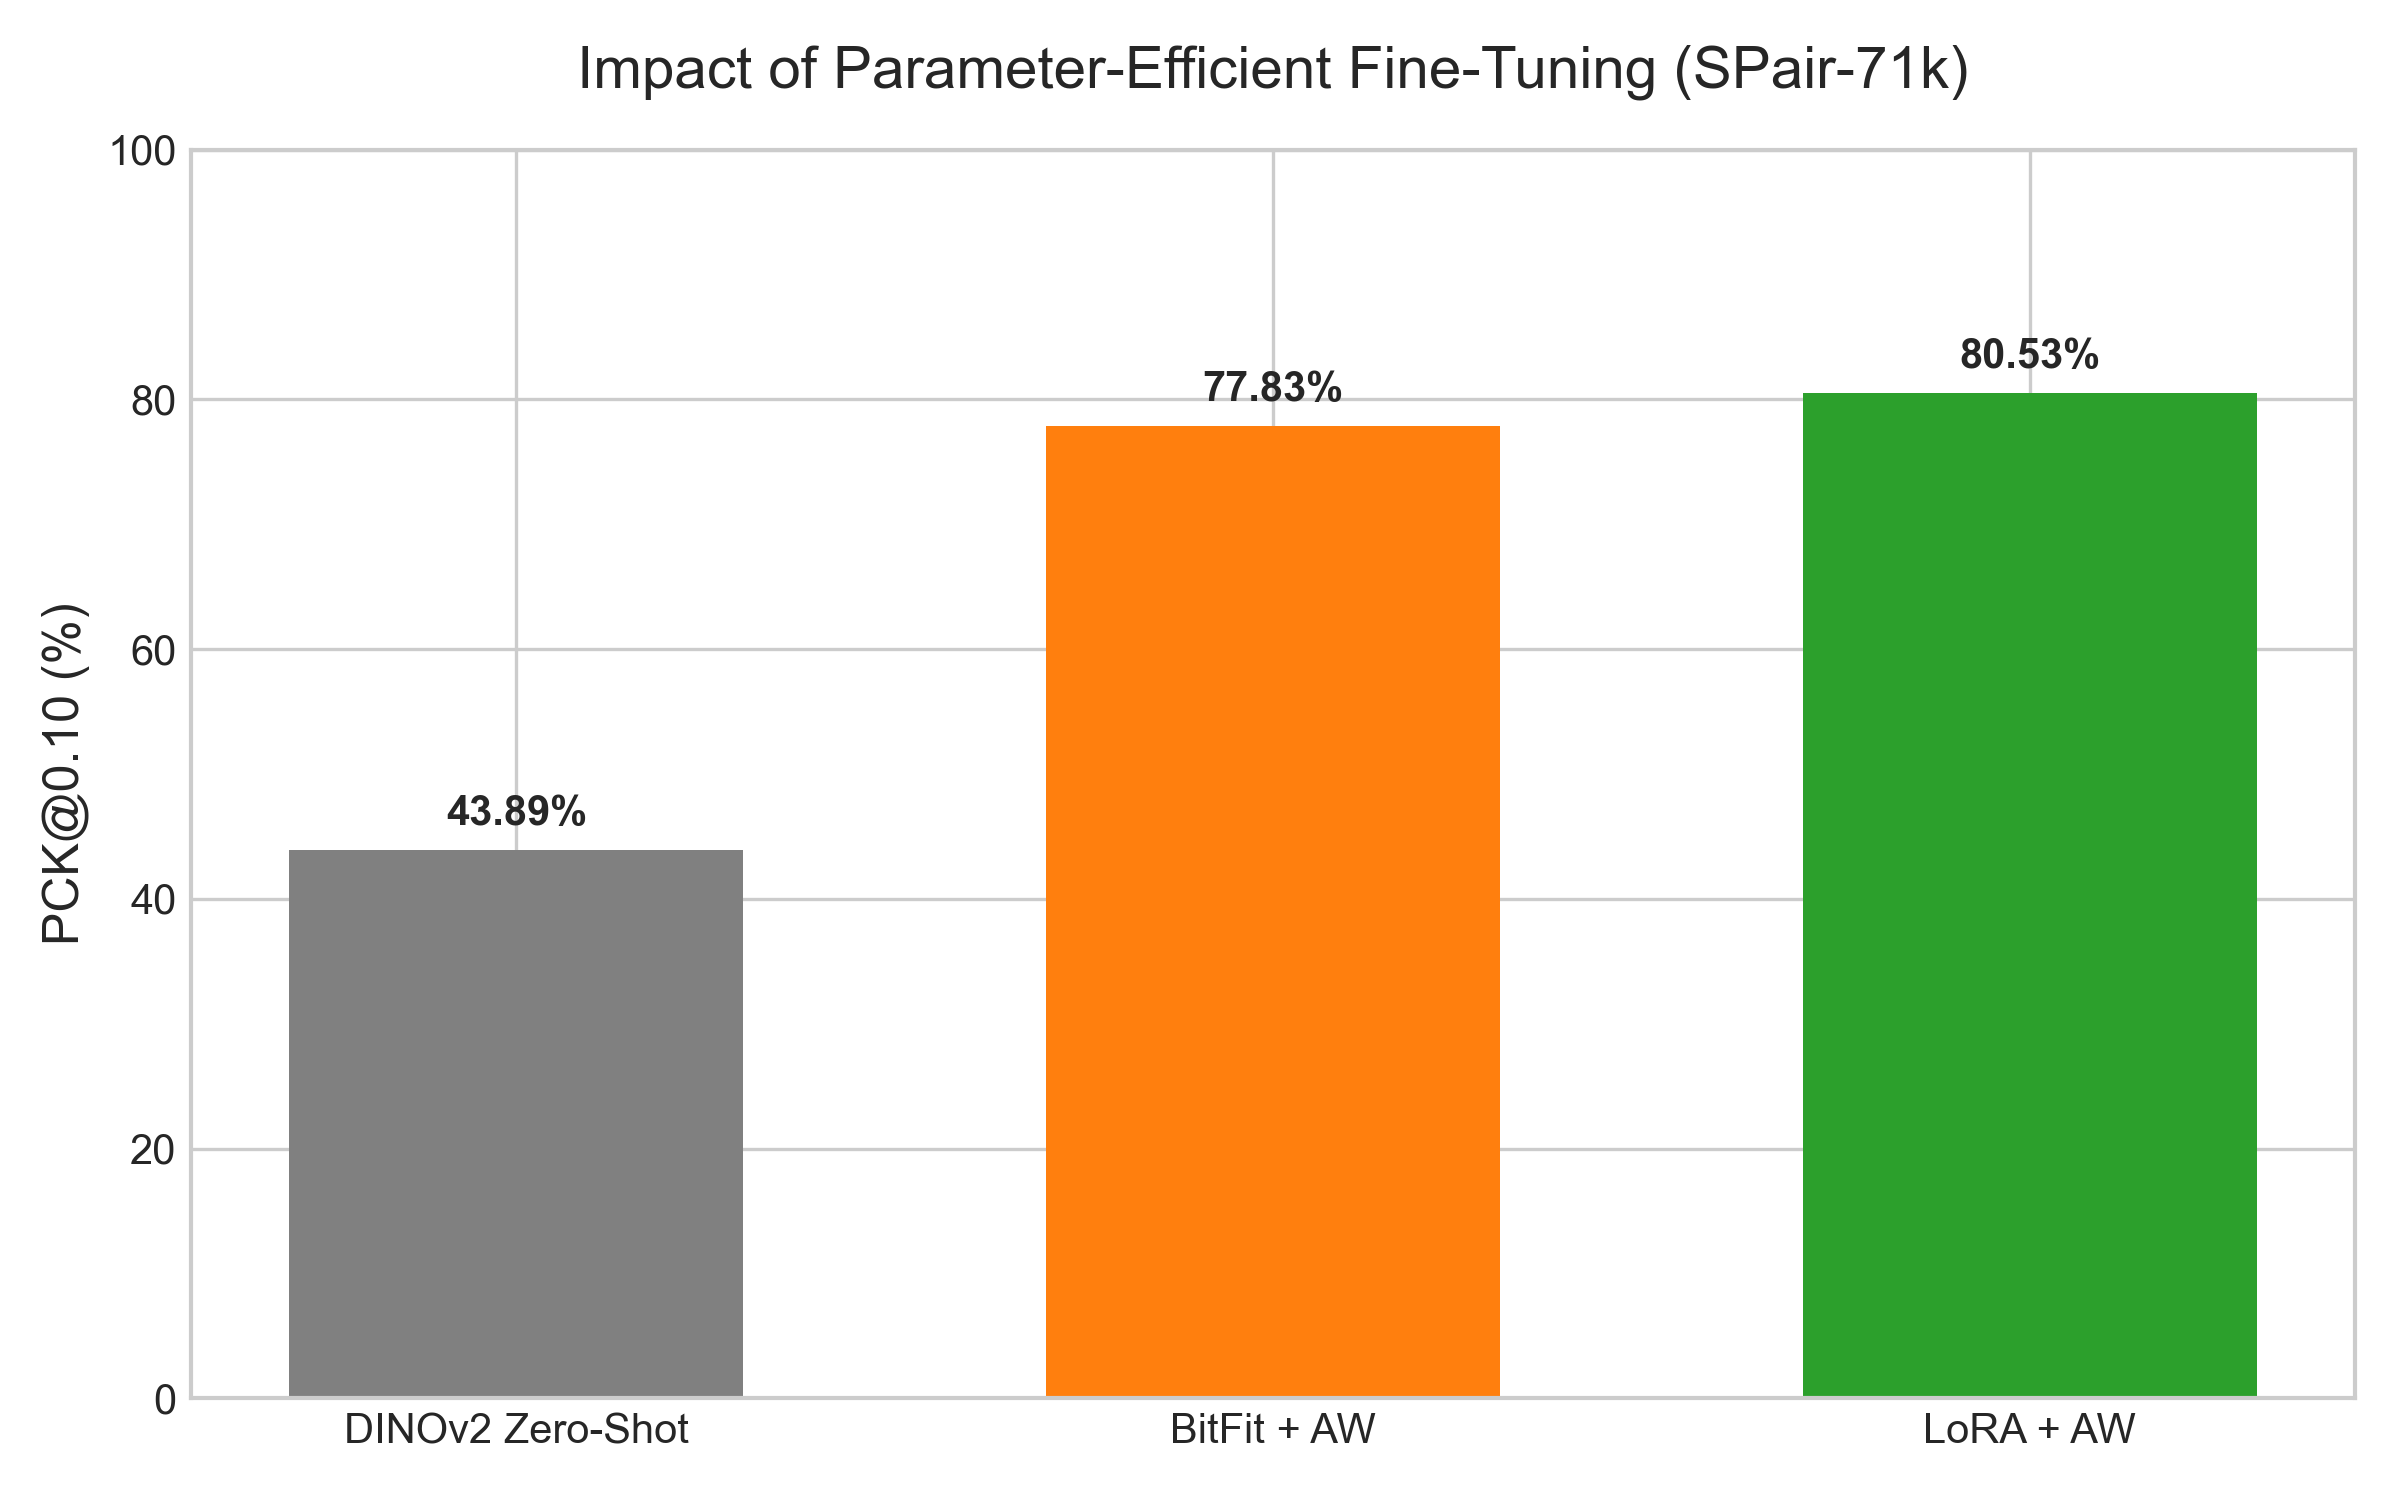 Impact of Parameter-Efficient Fine-Tuning (SPair-71k)
PCK@0.10 (%)
100
80
60
40
20
0
43.89%
77.83%
80.53%
DINOv2 Zero-Shot
BitFit + AW
LoRA + AW